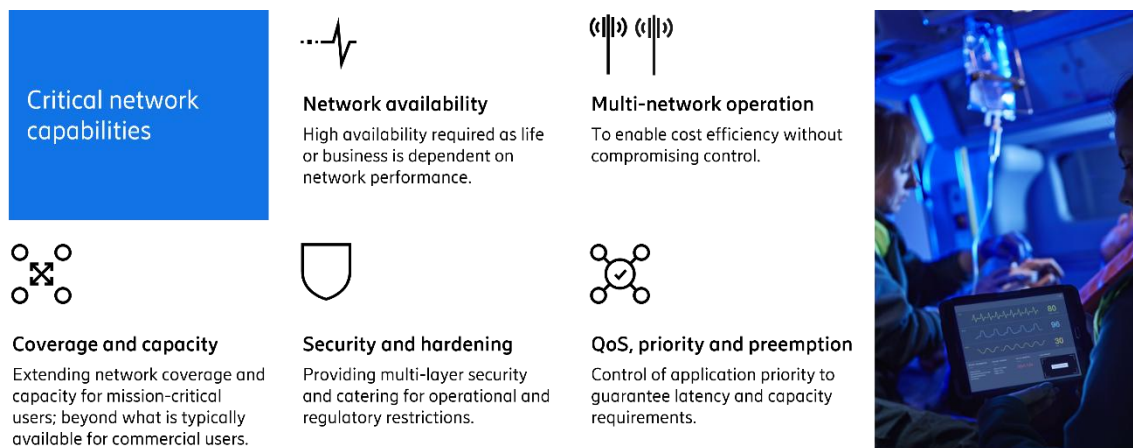 Critical network
capabilities
Network availability
High availability required as life
or business is dependent on
network performance.
Multi-network operation
To enable cost efficiency without
compromising control.
Coverage and capacity
Extending network coverage and
capacity for mission-critical
users; beyond what is typically
available for commercial users.
Security and hardening
Providing multi-layer security
and catering for operational and
regulatory restrictions.
QoS, priority and preemption
Control of application priority to
guarantee latency and capacity
requirements.
80
98
30